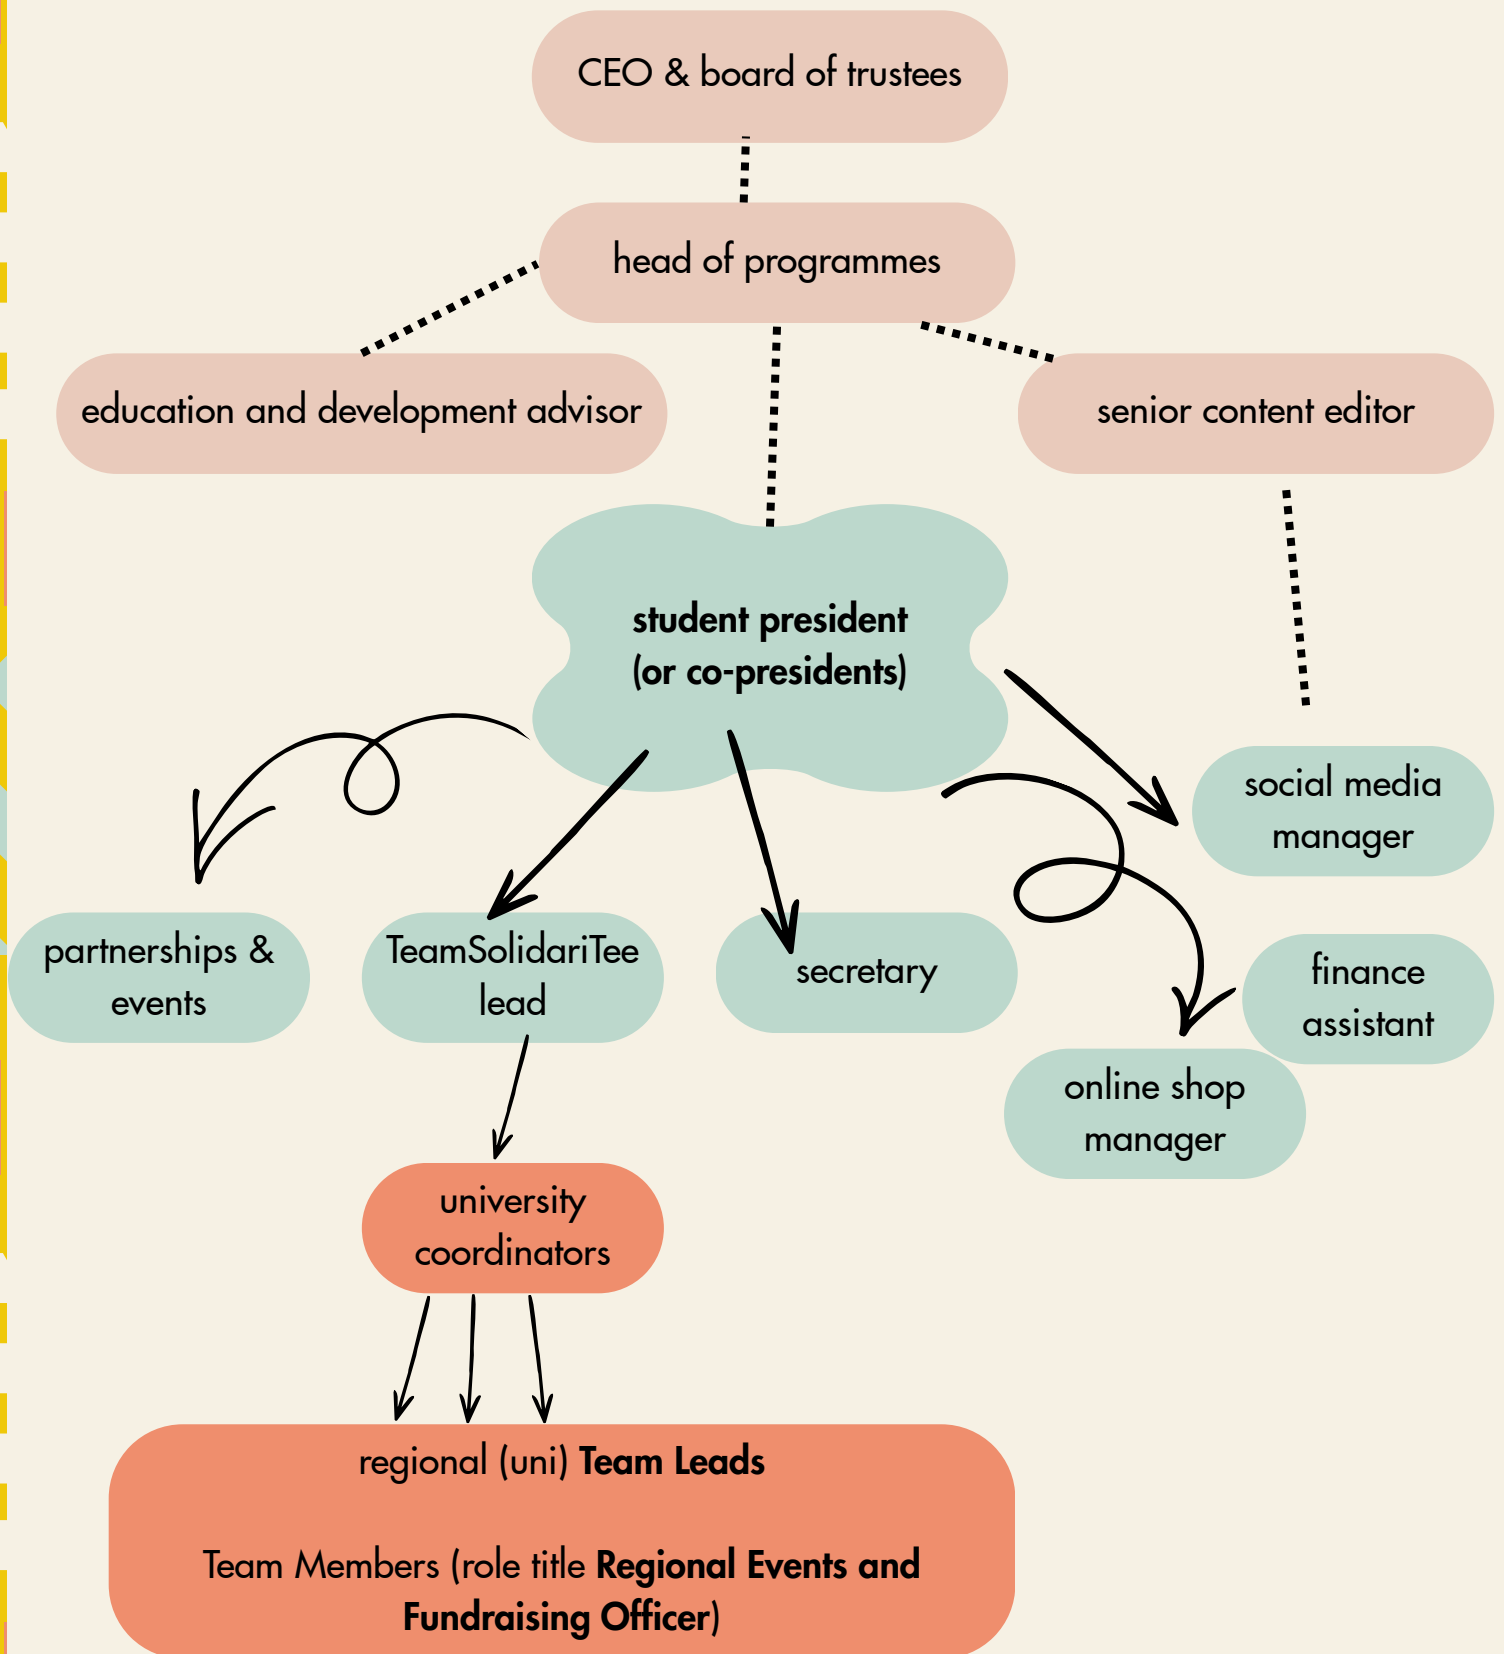 CEO & board of trustees
head of programmes
education and development advisor
senior content editor
student president
(or co-presidents)
social media
manager
partnerships &
events
TeamSolidariTee
lead
secretary
finance
assistant
online shop
manager
university
coordinators
regional (uni) Team Leads
Team Members (role title Regional Events and
Fundraising Officer)